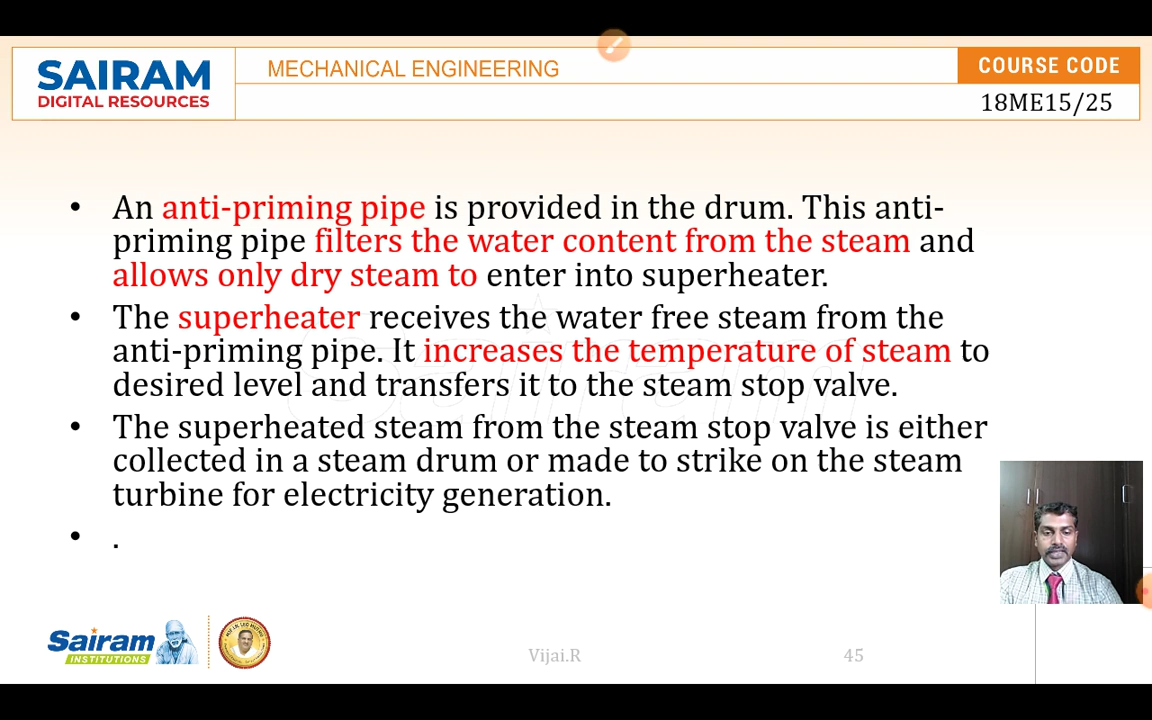 SAIRAM
DIGITAL RESOURCES
MECHANICAL ENGINEERING
COURSE CODE
18ME15/25
• An anti-priming pipe is provided in the drum. This anti-
priming pipe filters the water content from the steam and
allows only dry steam to enter into superheater.
• The superheater receives the water free steam from the
anti-priming pipe. It increases the temperature of steam to
desired level and transfers it to the steam stop valve.
• The superheated steam from the steam stop valve is either
collected in a steam drum or made to strike on the steam
turbine for electricity generation.
• .
Sairam
INSTITUTIONS
Vijai.R
45